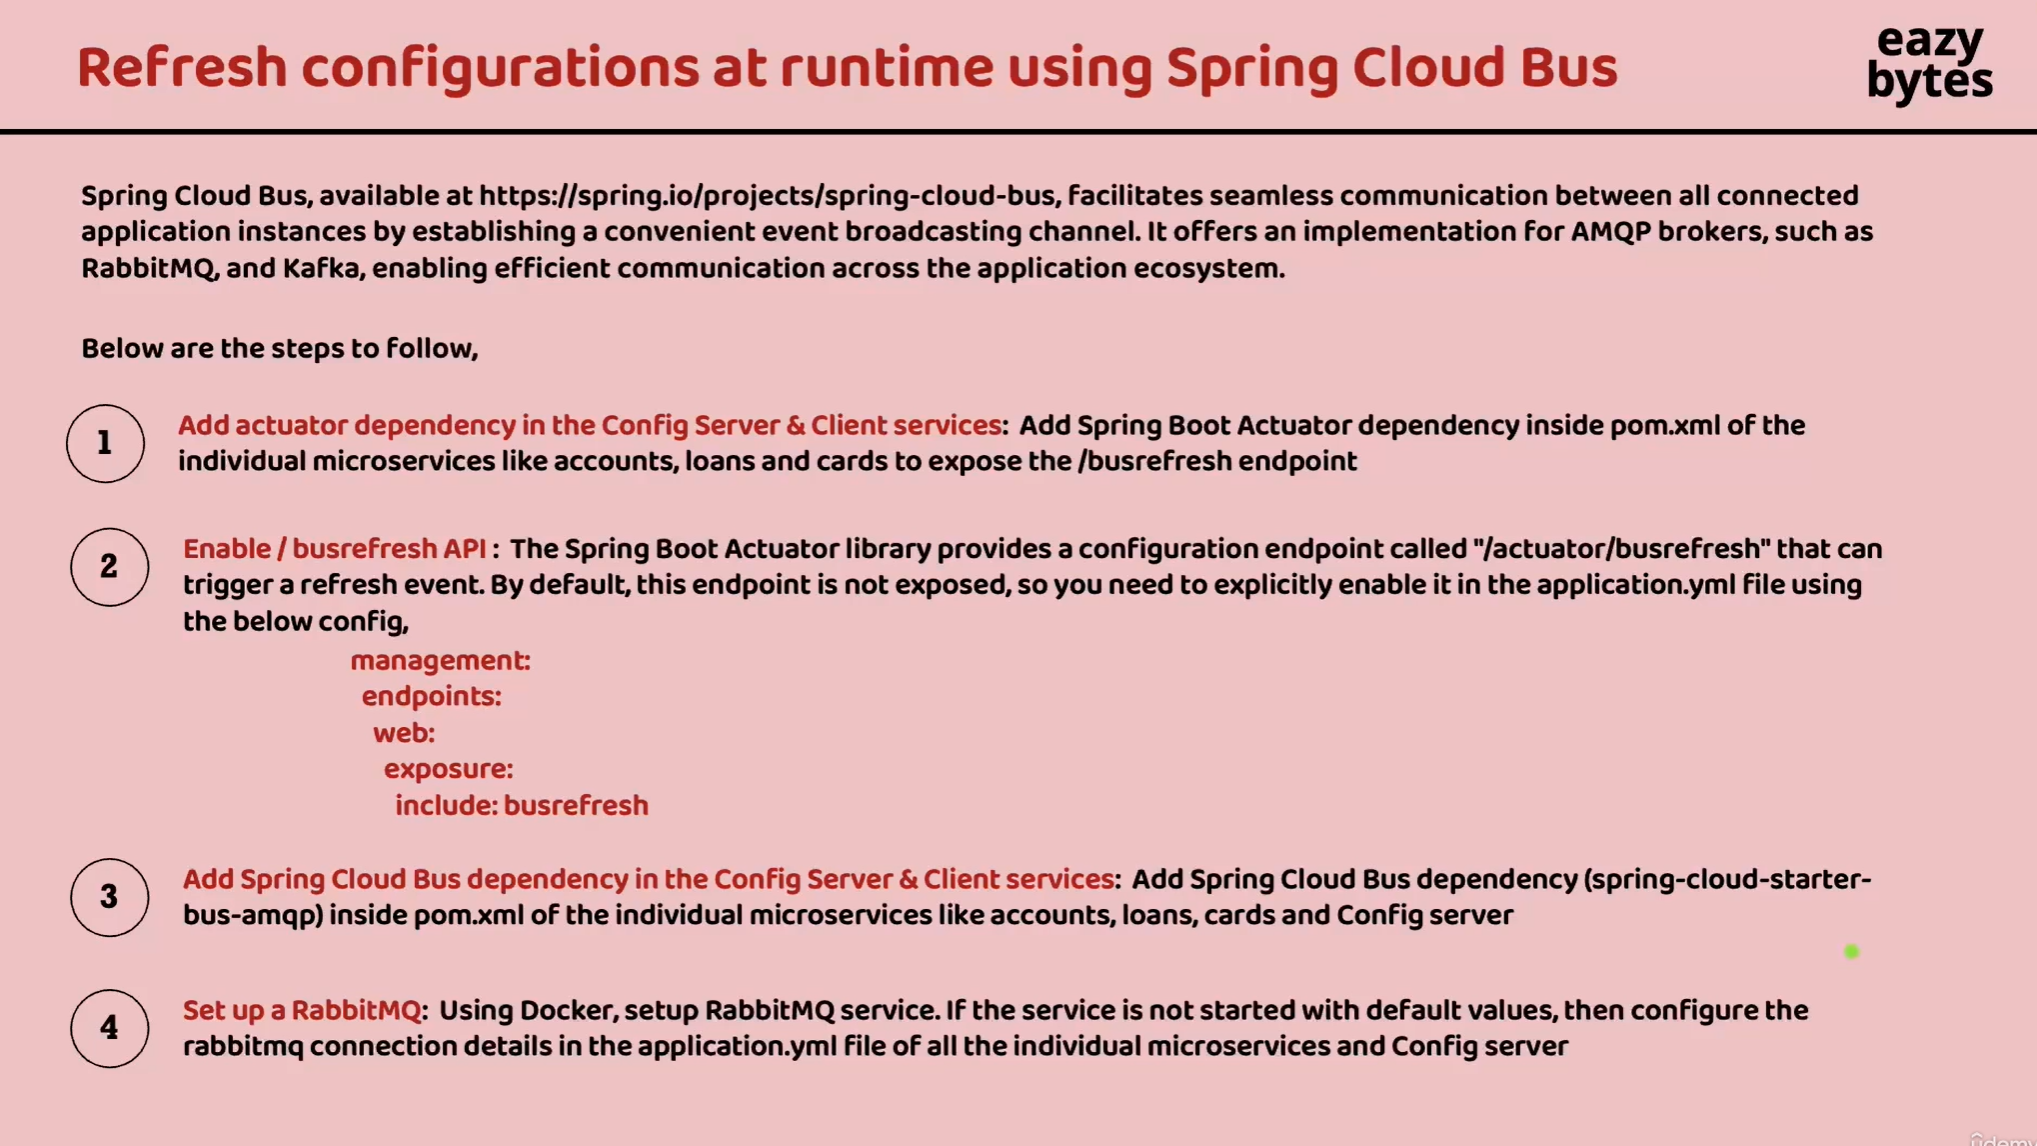 Refresh configurations at runtime using Spring Cloud Bus
eazy
bytes
Spring Cloud Bus, available at https://spring.io/projects/spring-cloud-bus, facilitates seamless communication between all connected
application instances by establishing a convenient event broadcasting channel. It offers an implementation for AMQP brokers, such as
RabbitMQ, and Kafka, enabling efficient communication across the application ecosystem.
Below are the steps to follow,
1
Add actuator dependency in the Config Server & Client services: Add Spring Boot Actuator dependency inside pom.xml of the
individual microservices like accounts, loans and cards to expose the /busrefresh endpoint
2
Enable / busrefresh API : The Spring Boot Actuator library provides a configuration endpoint called "/actuator/busrefresh" that can
trigger a refresh event. By default, this endpoint is not exposed, so you need to explicitly enable it in the application.yml file using
the below config,
management:
endpoints:
web:
exposure:
include: busrefresh
3
Add Spring Cloud Bus dependency in the Config Server & Client services: Add Spring Cloud Bus dependency (spring-cloud-starter-
bus-amqp) inside pom.xml of the individual microservices like accounts, loans, cards and Config server
4
Set up a RabbitMQ: Using Docker, setup RabbitMQ service. If the service is not started with default values, then configure the
rabbitmq connection details in the application.yml file of all the individual microservices and Config server
udemy